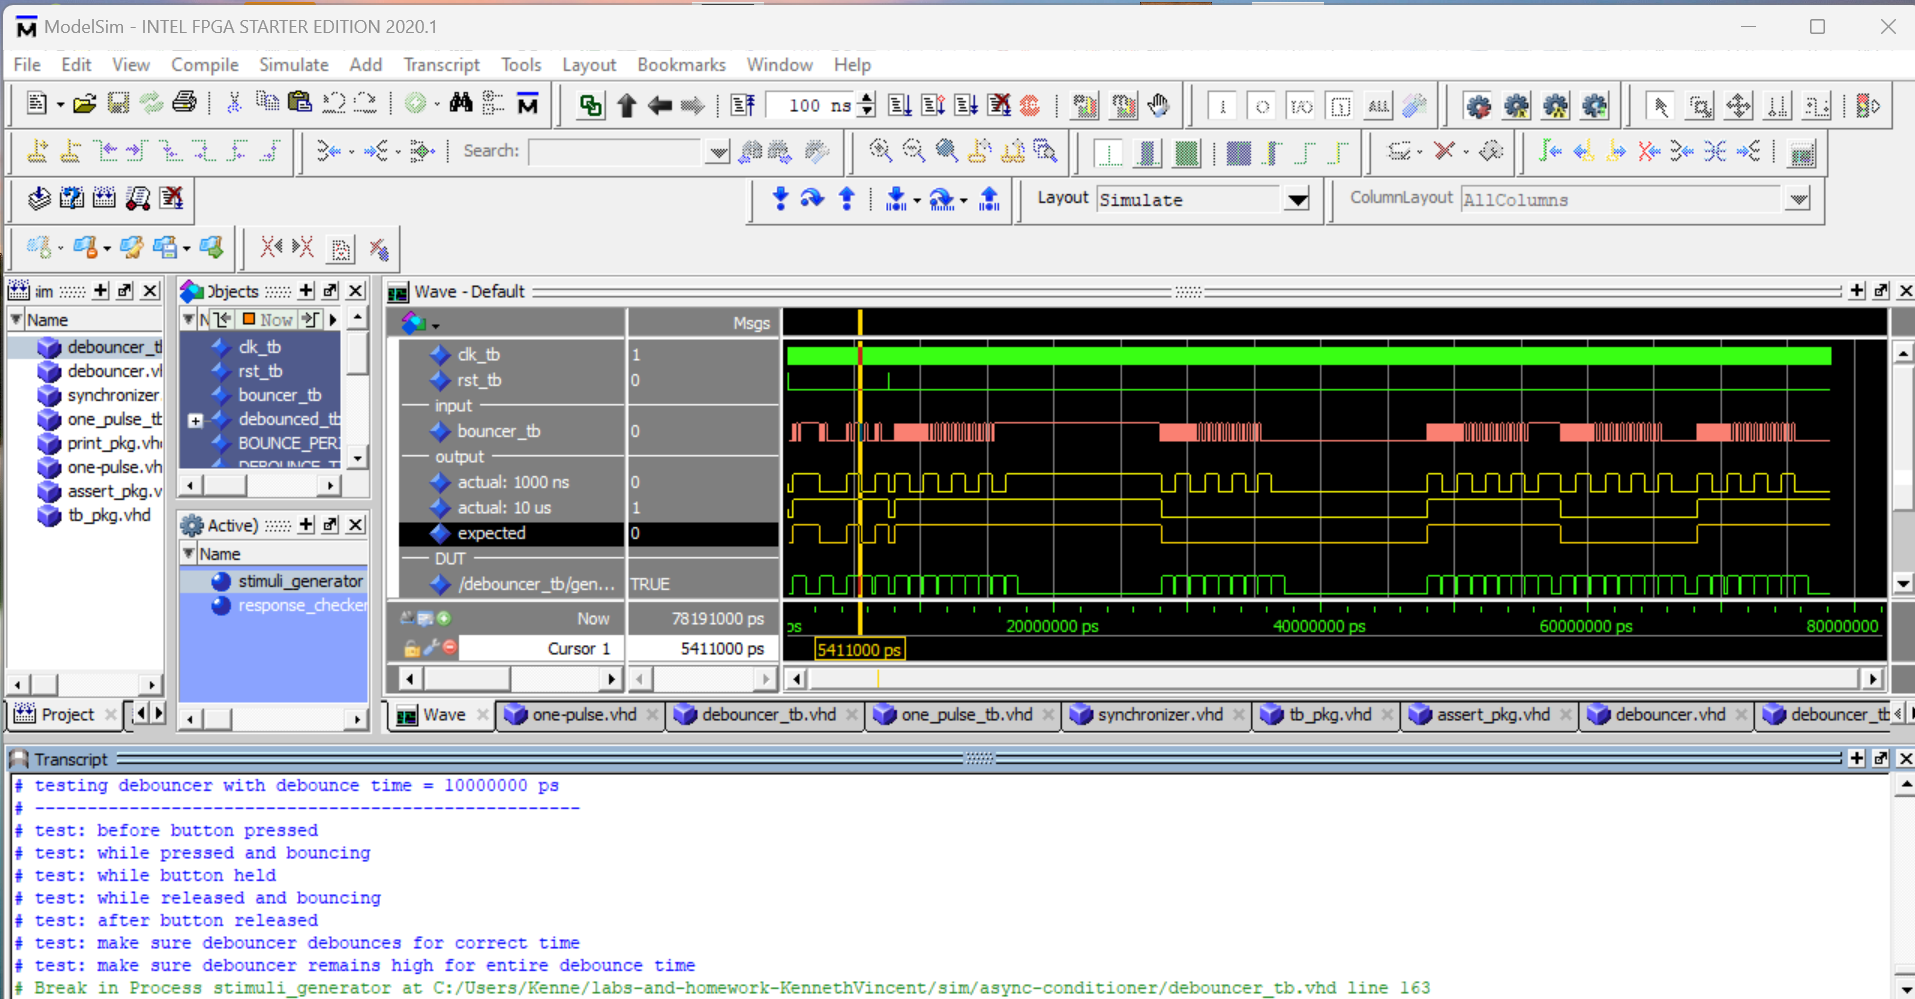 ModelSim - INTEL FPGA STARTER EDITION 2020.1
File Edit View Compile Simulate Add Transcript Tools Layout Bookmarks Window Help
100 ns
ALL
Search:
Layout Simulate ColumnLayout AllColumns
Objects
Now
Name
debouncer_tb
debouncer.vh
synchronizer.
one_pulse_tb
print_pkg.vh
one-pulse.vh
assert_pkg.v
tb_pkg.vhd
Project
clk_tb
rst_tb
bouncer_tb
debounced_tb
BOUNCE_PER
Active)
Name
stimuli_generator
response_checker
Wave - Default
Msgs
clk_tb 1
rst_tb 0
input
bouncer_tb 0
output
actual: 1000 ns 0
actual: 10 us 1
expected 0
DUT
/debouncer_tb/gen... TRUE
Now 78191000 ps
Cursor 1 5411000 ps
ps 20000000 ps 40000000 ps 60000000 ps 80000000
5411000 ps
Wave one-pulse.vhd debouncer_tb.vhd one_pulse_tb.vhd synchronizer.vhd tb_pkg.vhd assert_pkg.vhd debouncer.vhd debouncer_tb
Transcript
# testing debouncer with debounce time = 10000000 ps
# ----------------------------------------------------
# test: before button pressed
# test: while pressed and bouncing
# test: while button held
# test: while released and bouncing
# test: after button released
# test: make sure debouncer debounces for correct time
# test: make sure debouncer remains high for entire debounce time
# Break in Process stimuli_generator at C:/Users/Kenne/labs-and-homework-KennethVincent/sim/async-conditioner/debouncer_tb.vhd line 163